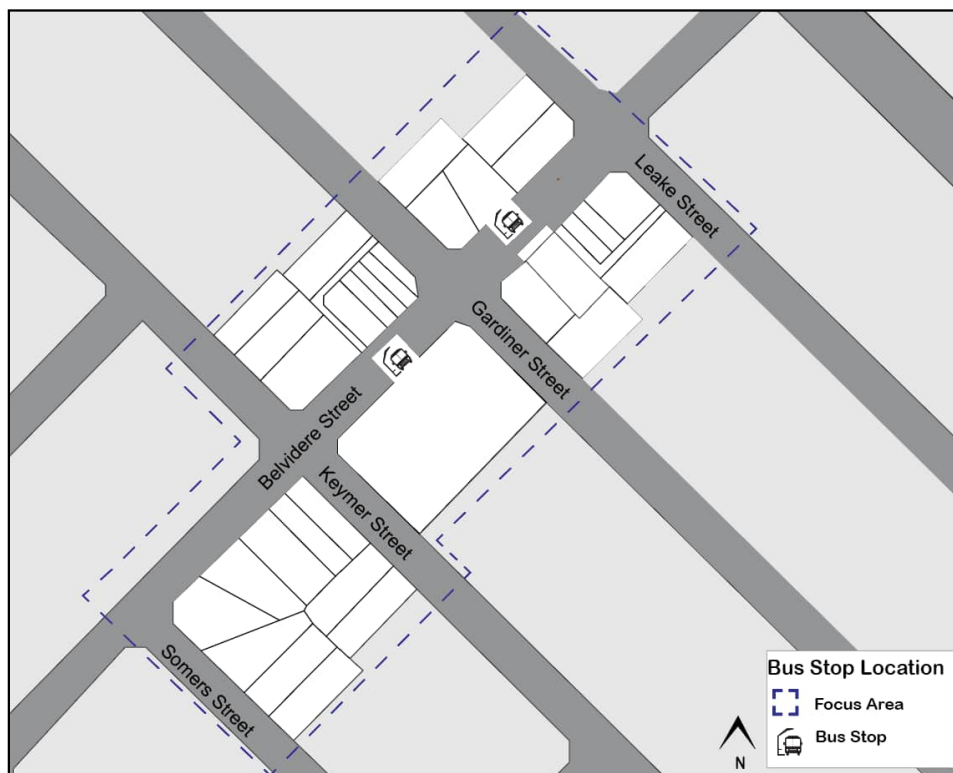 Leake Street
Gardiner Street
Belvidere Street
Keymer Street
Somers Street
Bus Stop Location
Focus Area
Bus Stop
N